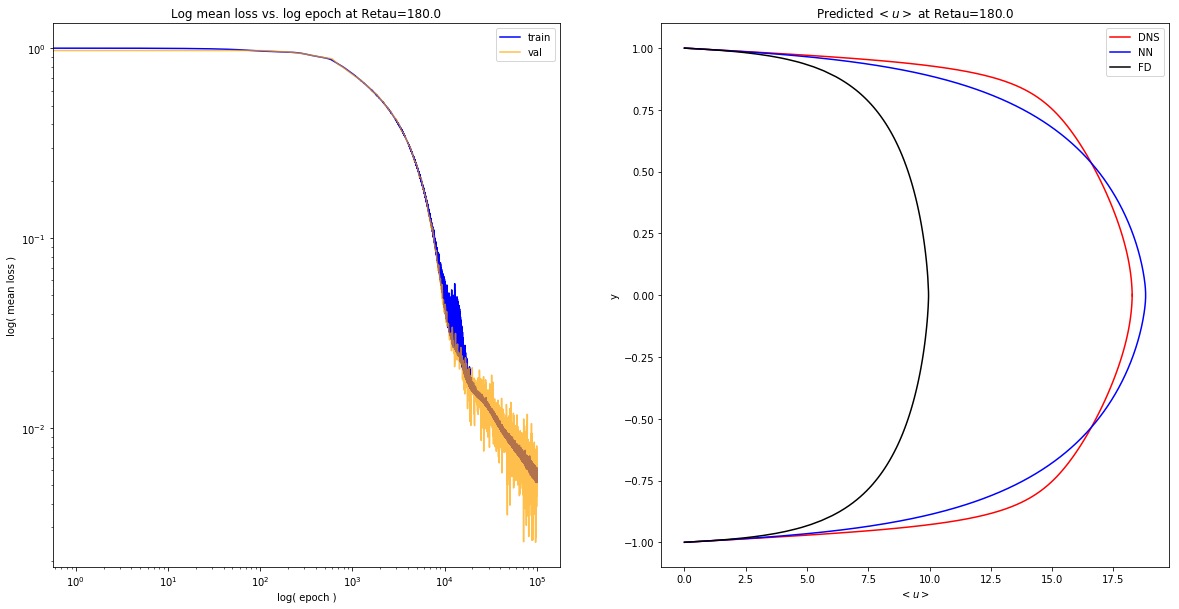 Log mean loss vs. log epoch at Retau=180.0
train
val
10⁰
10⁻¹
10⁻²
log( mean loss )
10⁰ 10¹ 10² 10³ 10⁴ 10⁵
log( epoch )
Predicted < u > at Retau=180.0
DNS
NN
FD
1.00
0.75
0.50
0.25
0.00
−0.25
−0.50
−0.75
−1.00
y
0.0 2.5 5.0 7.5 10.0 12.5 15.0 17.5
< u >